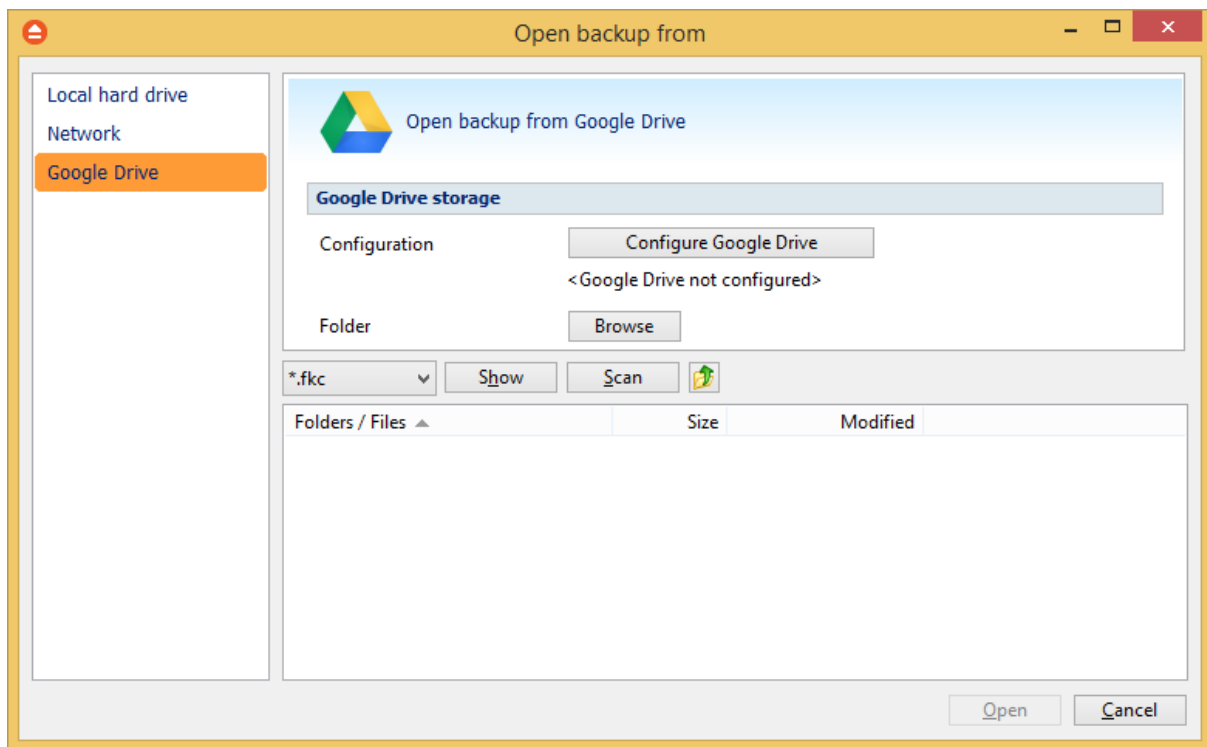 Open backup from
Local hard drive
Network
Google Drive
Open backup from Google Drive
Google Drive storage
Configuration
Configure Google Drive
<Google Drive not configured>
Folder
Browse
*.fkc
Show
Scan
Folders / Files
Size
Modified
Open
Cancel